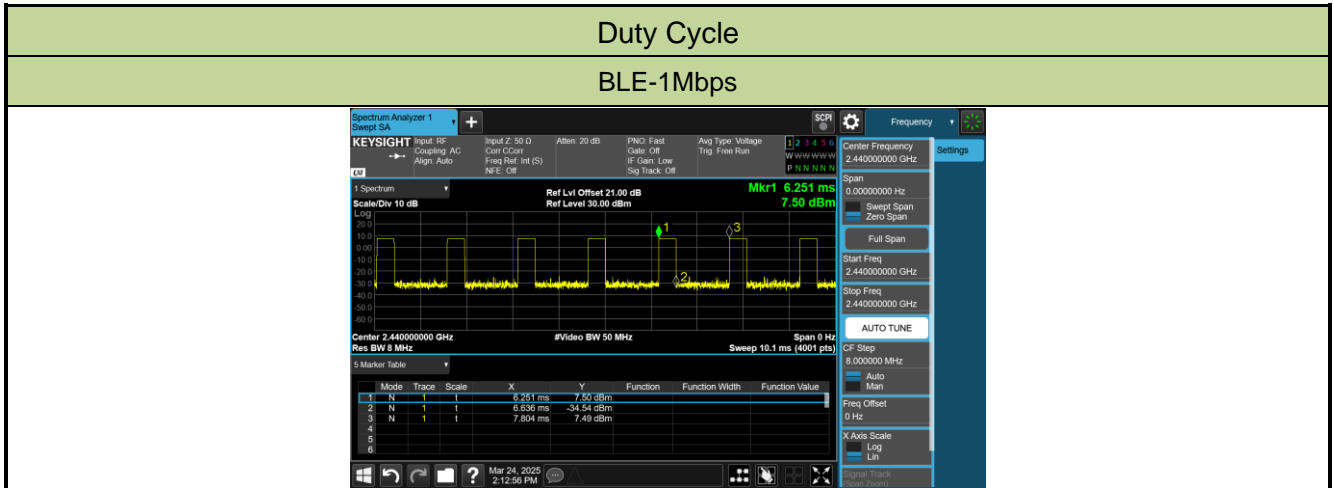 Duty Cycle
BLE-1Mbps
Spectrum Analyzer 1
Swept SA
SCPI
Frequency
KEYSIGHT
Input: RF
Coupling: AC
Align: Auto
Input Z: 50 Ω
Corr CCorr
Freq Ref: Int (S)
NFE: Off
Atten: 20 dB
PNO: Fast
Gate: Off
IF Gain: Low
Sig Track: Off
Avg Type: Voltage
Trig: Free Run
1 2 3 4 5 6
W W W W W W
P N N N N N
1 Spectrum
Scale/Div 10 dB
Ref Lvl Offset 21.00 dB
Ref Level 30.00 dBm
Mkr1 6.251 ms
7.50 dBm
Log
20.0
10.0
0.00
-10.0
-20.0
-30.0
-40.0
-50.0
-60.0
1
2
3
Center 2.440000000 GHz
Res BW 8 MHz
#Video BW 50 MHz
Span 0 Hz
Sweep 10.1 ms (4001 pts)
5 Marker Table
Mode Trace Scale X Y Function Function Width Function Value
1 N 1 t 6.251 ms 7.50 dBm
2 N 1 t 6.636 ms -34.54 dBm
3 N 1 t 7.804 ms 7.49 dBm
4
5
6
Mar 24, 2025
2:12:56 PM
Center Frequency
2.440000000 GHz
Settings
Span
0.00000000 Hz
Swept Span
Zero Span
Full Span
Start Freq
2.440000000 GHz
Stop Freq
2.440000000 GHz
AUTO TUNE
CF Step
8.000000 MHz
Auto
Man
Freq Offset
0 Hz
X Axis Scale
Log
Lin
Signal Track
(Span Zoom)